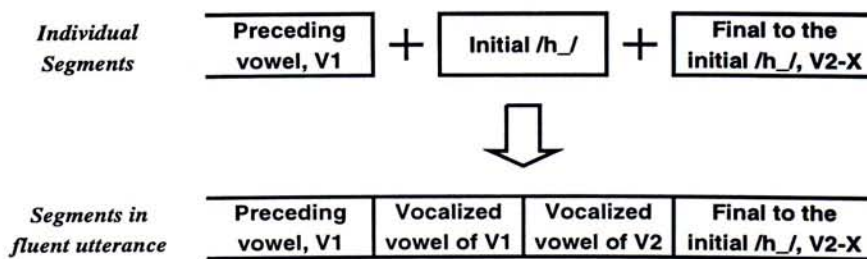 Individual
Segments
Preceding
vowel, V1
+
Initial /h_/
+
Final to the
initial /h_/, V2-X
Segments in
fluent utterance
Preceding
vowel, V1
Vocalized
vowel of V1
Vocalized
vowel of V2
Final to the
initial /h_/, V2-X